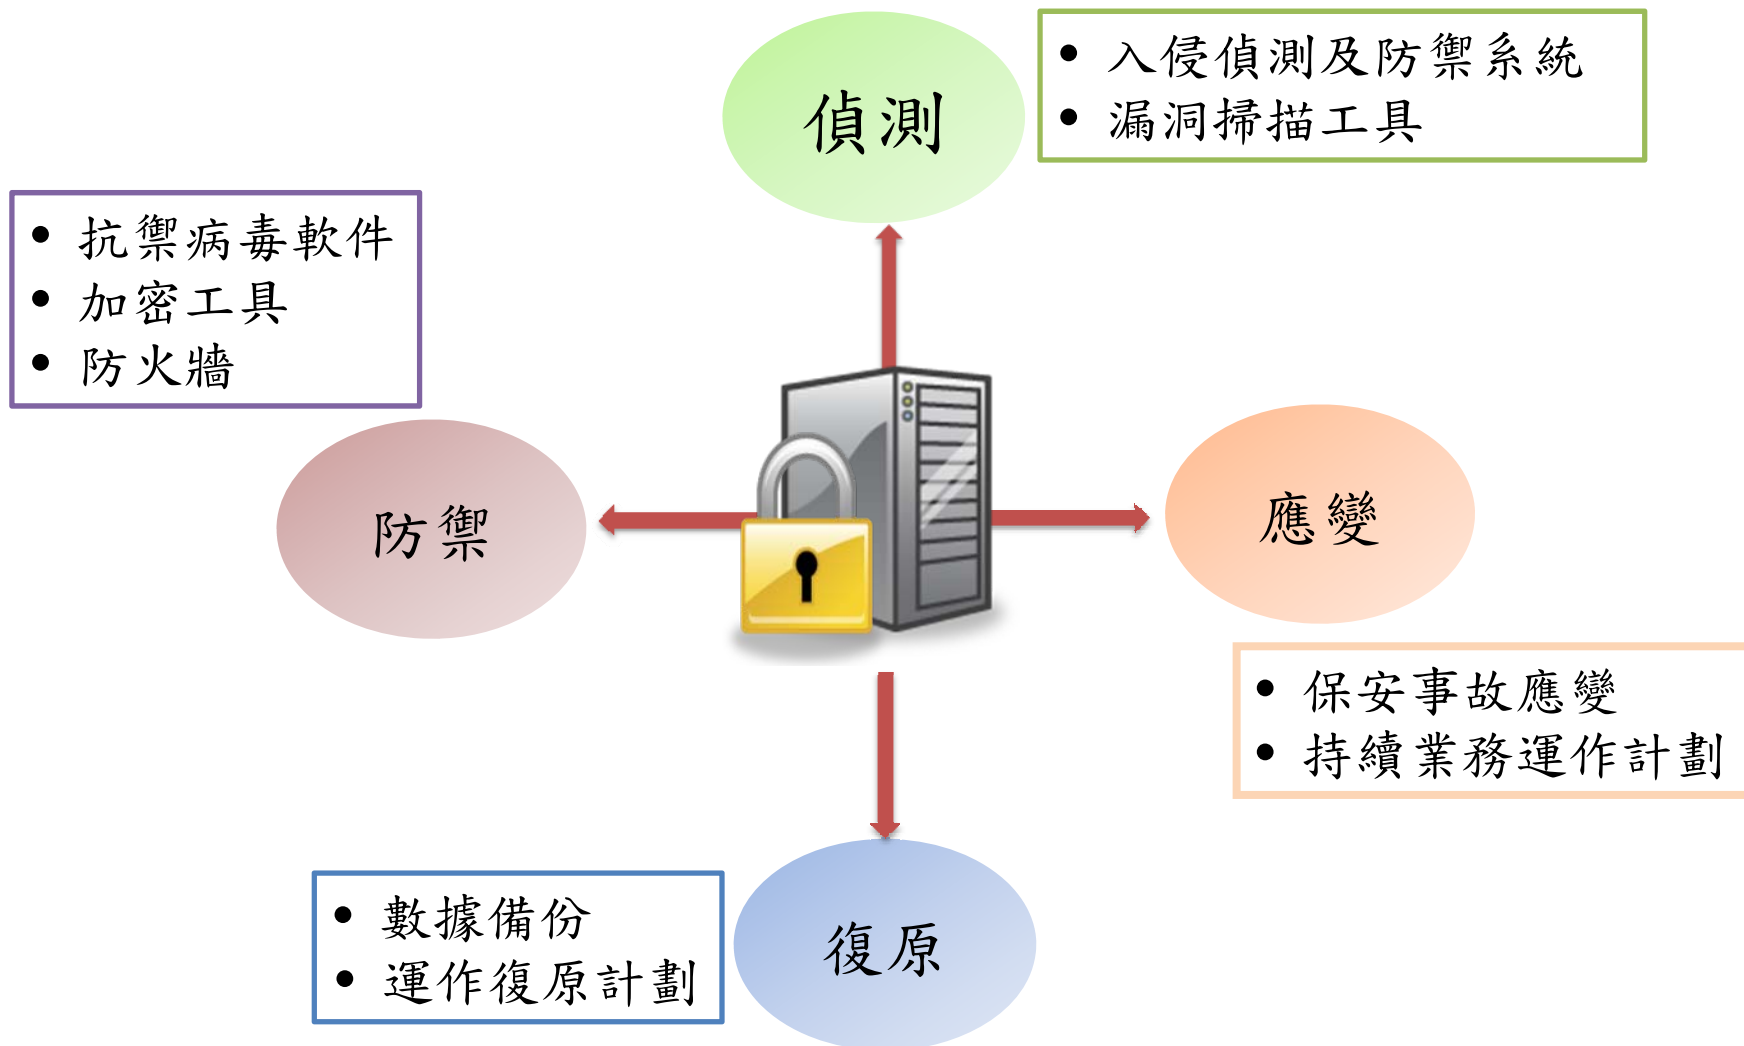 偵測
• 入侵偵測及防禦系統
• 漏洞掃描工具
• 抗禦病毒軟件
• 加密工具
• 防火牆
防禦
應變
• 保安事故應變
• 持續業務運作計劃
• 數據備份
• 運作復原計劃
復原